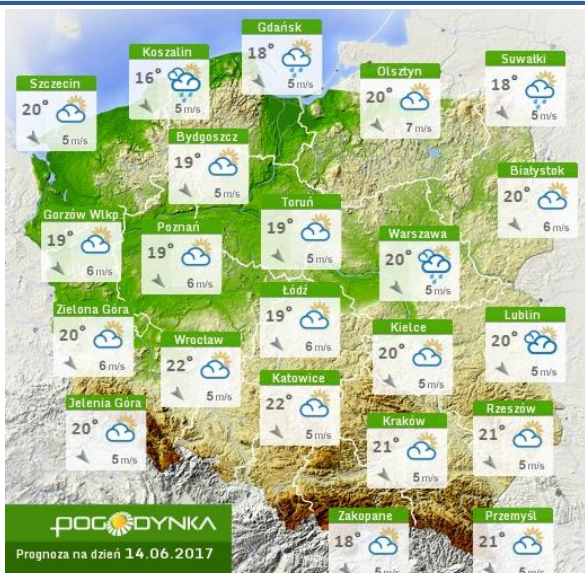 Gdańsk
18°
5 m/s
Koszalin
16°
5 m/s
Suwałki
18°
5 m/s
Olsztyn
20°
7 m/s
Szczecin
20°
5 m/s
Bydgoszcz
19°
5 m/s
Białystok
20°
6 m/s
Toruń
19°
5 m/s
Gorzów Wlkp
19°
6 m/s
Poznań
19°
6 m/s
Warszawa
20°
5 m/s
Łódź
19°
6 m/s
Zielona Góra
20°
6 m/s
Lublin
20°
5 m/s
Kielce
20°
5 m/s
Wrocław
22°
5 m/s
Katowice
22°
5 m/s
Jelenia Góra
20°
5 m/s
Rzeszów
21°
5 m/s
Kraków
21°
5 m/s
Zakopane
18°
5 m/s
Przemyśl
21°
5 m/s
POGODYNKA
Prognoza na dzień 14.06.2017